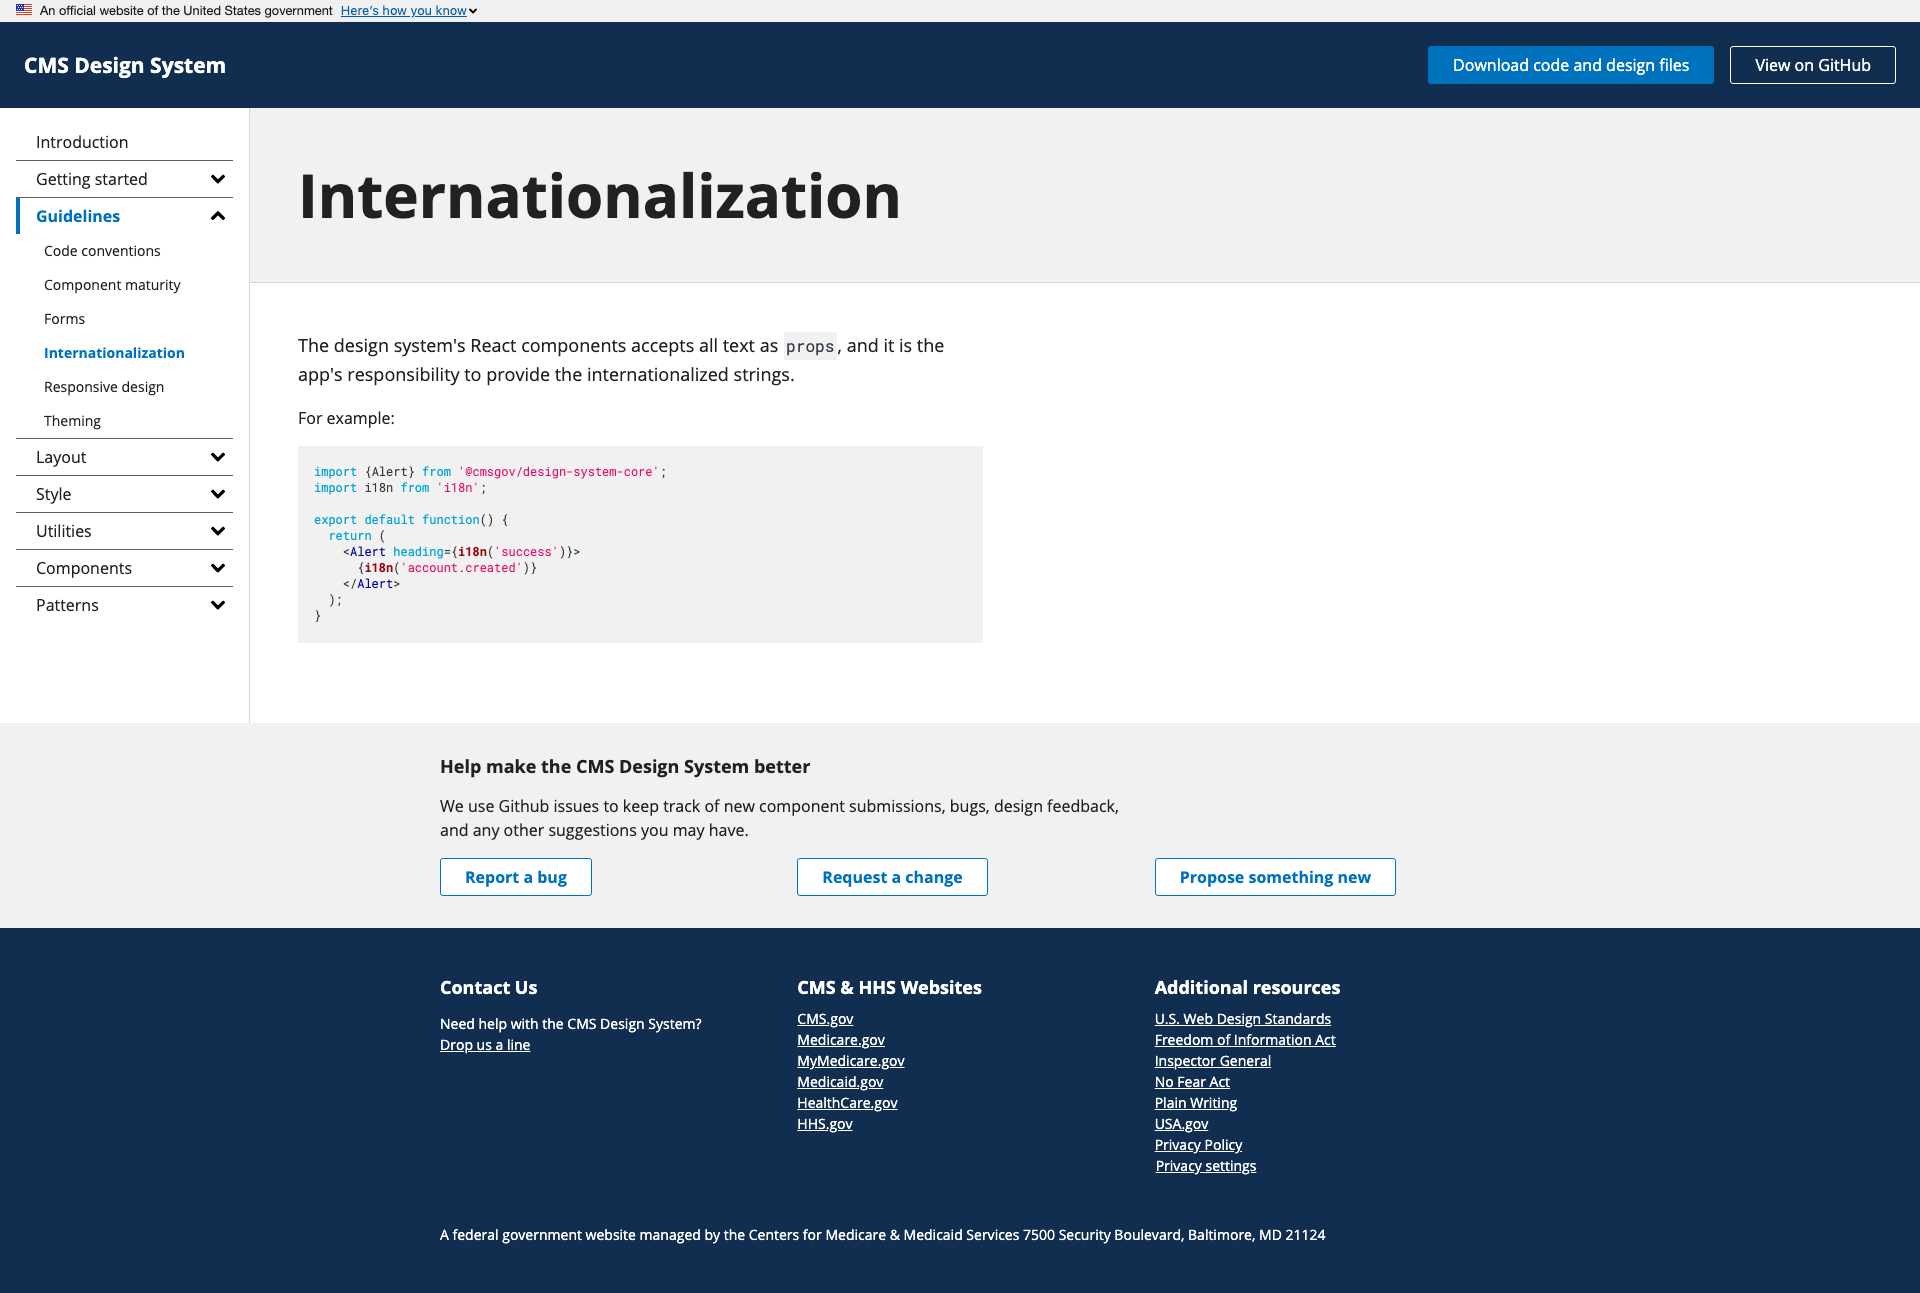 An official website of the United States government Here's how you know
CMS Design System
Download code and design files
View on GitHub
Introduction
Getting started
Guidelines
Code conventions
Component maturity
Forms
Internationalization
Responsive design
Theming
Layout
Style
Utilities
Components
Patterns
Internationalization
The design system's React components accepts all text as props, and it is the
app's responsibility to provide the internationalized strings.
For example:
import {Alert} from '@cmsgov/design-system-core';
import i18n from 'i18n';
export default function() {
  return (
    <Alert heading={i18n('success')}>
      {i18n('account.created')}
    </Alert>
  );
}
Help make the CMS Design System better
We use Github issues to keep track of new component submissions, bugs, design feedback,
and any other suggestions you may have.
Report a bug
Request a change
Propose something new
Contact Us
Need help with the CMS Design System?
Drop us a line
CMS & HHS Websites
CMS.gov
Medicare.gov
MyMedicare.gov
Medicaid.gov
HealthCare.gov
HHS.gov
Additional resources
U.S. Web Design Standards
Freedom of Information Act
Inspector General
No Fear Act
Plain Writing
USA.gov
Privacy Policy
Privacy settings
A federal government website managed by the Centers for Medicare & Medicaid Services 7500 Security Boulevard, Baltimore, MD 21124